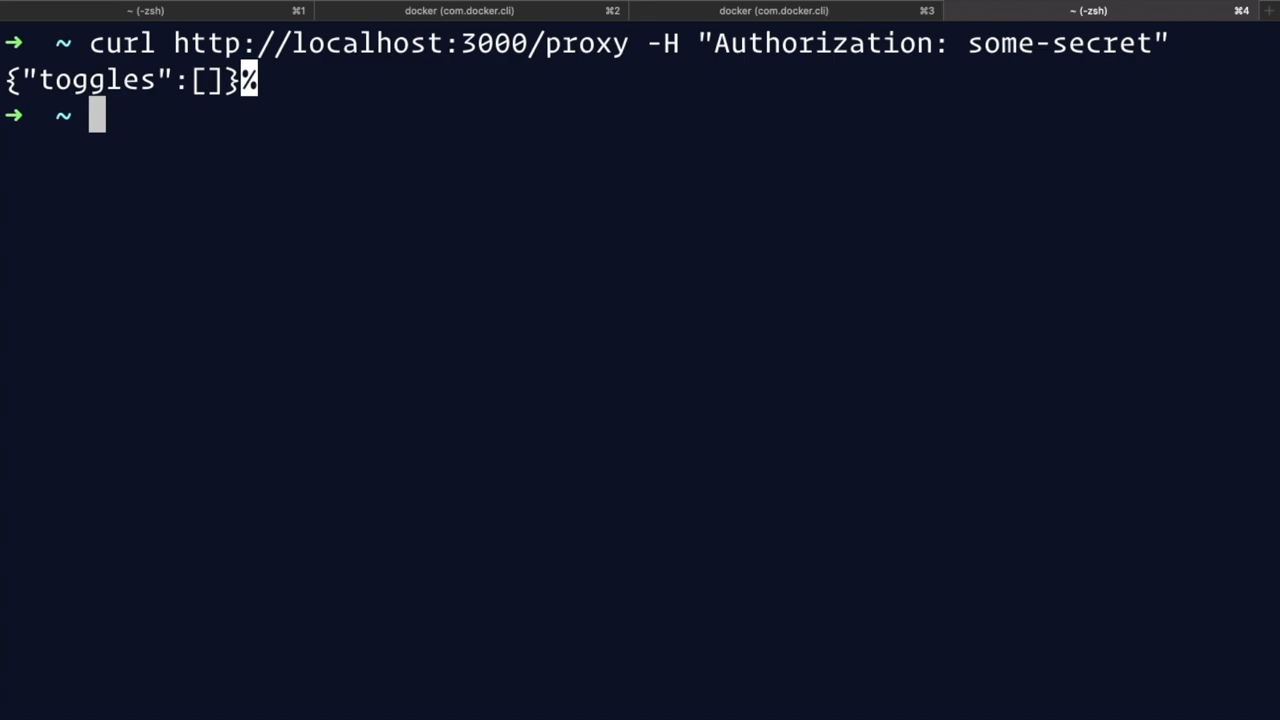 ~ (-zsh) ⌘1 docker (com.docker.cli) ⌘2 docker (com.docker.cli) ⌘3 ~ (-zsh) ⌘4 +
➜ ~ curl http://localhost:3000/proxy -H "Authorization: some-secret"
{"toggles":[]}%
➜ ~